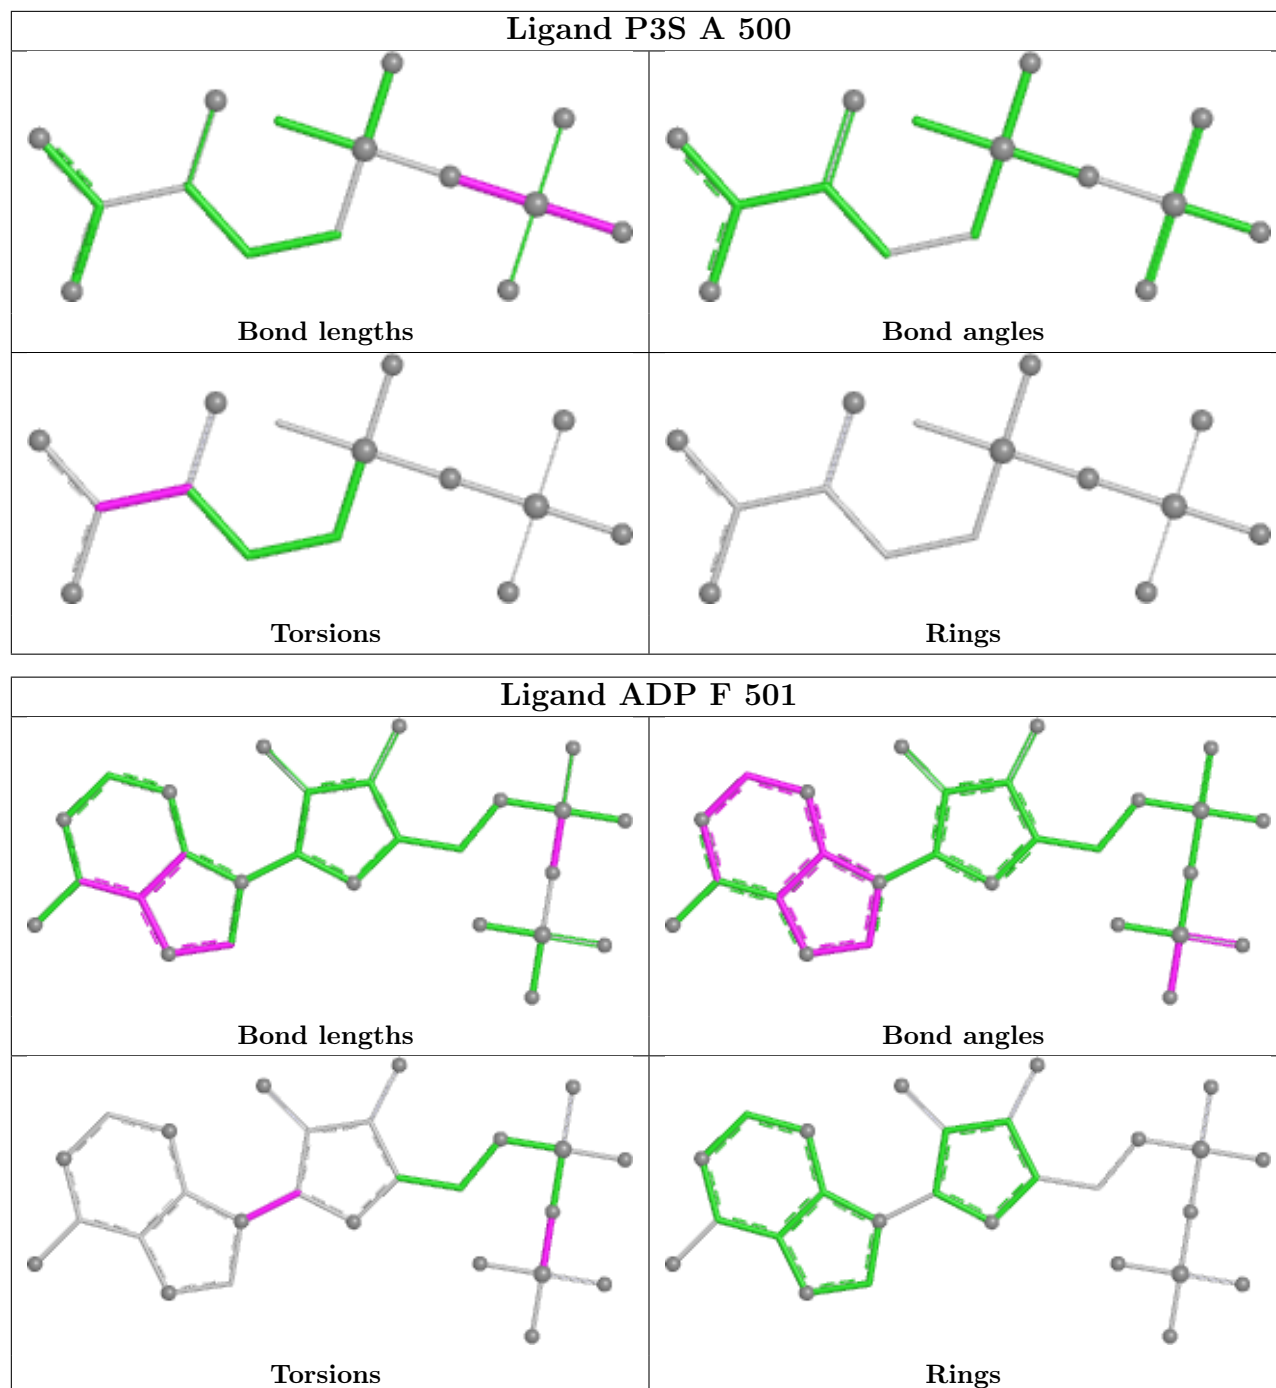 Ligand P3S A 500
Bond lengths
Bond angles
Torsions
Rings
Ligand ADP F 501
Bond lengths
Bond angles
Torsions
Rings